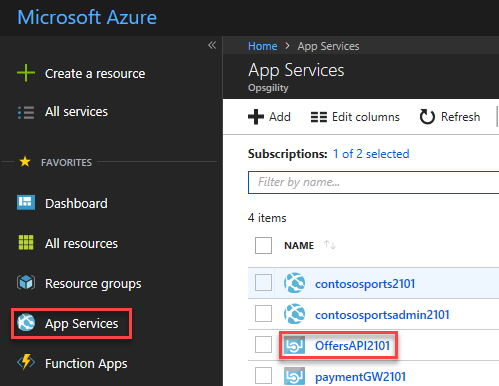 Microsoft Azure
Create a resource
All services
FAVORITES
Dashboard
All resources
Resource groups
App Services
Function Apps
Home > App Services
App Services
Opsgility
Add Edit columns Refresh
Subscriptions: 1 of 2 selected
Filter by name...
4 items
NAME
contososports2101
contososportsadmin2101
OffersAPI2101
paymentGW2101